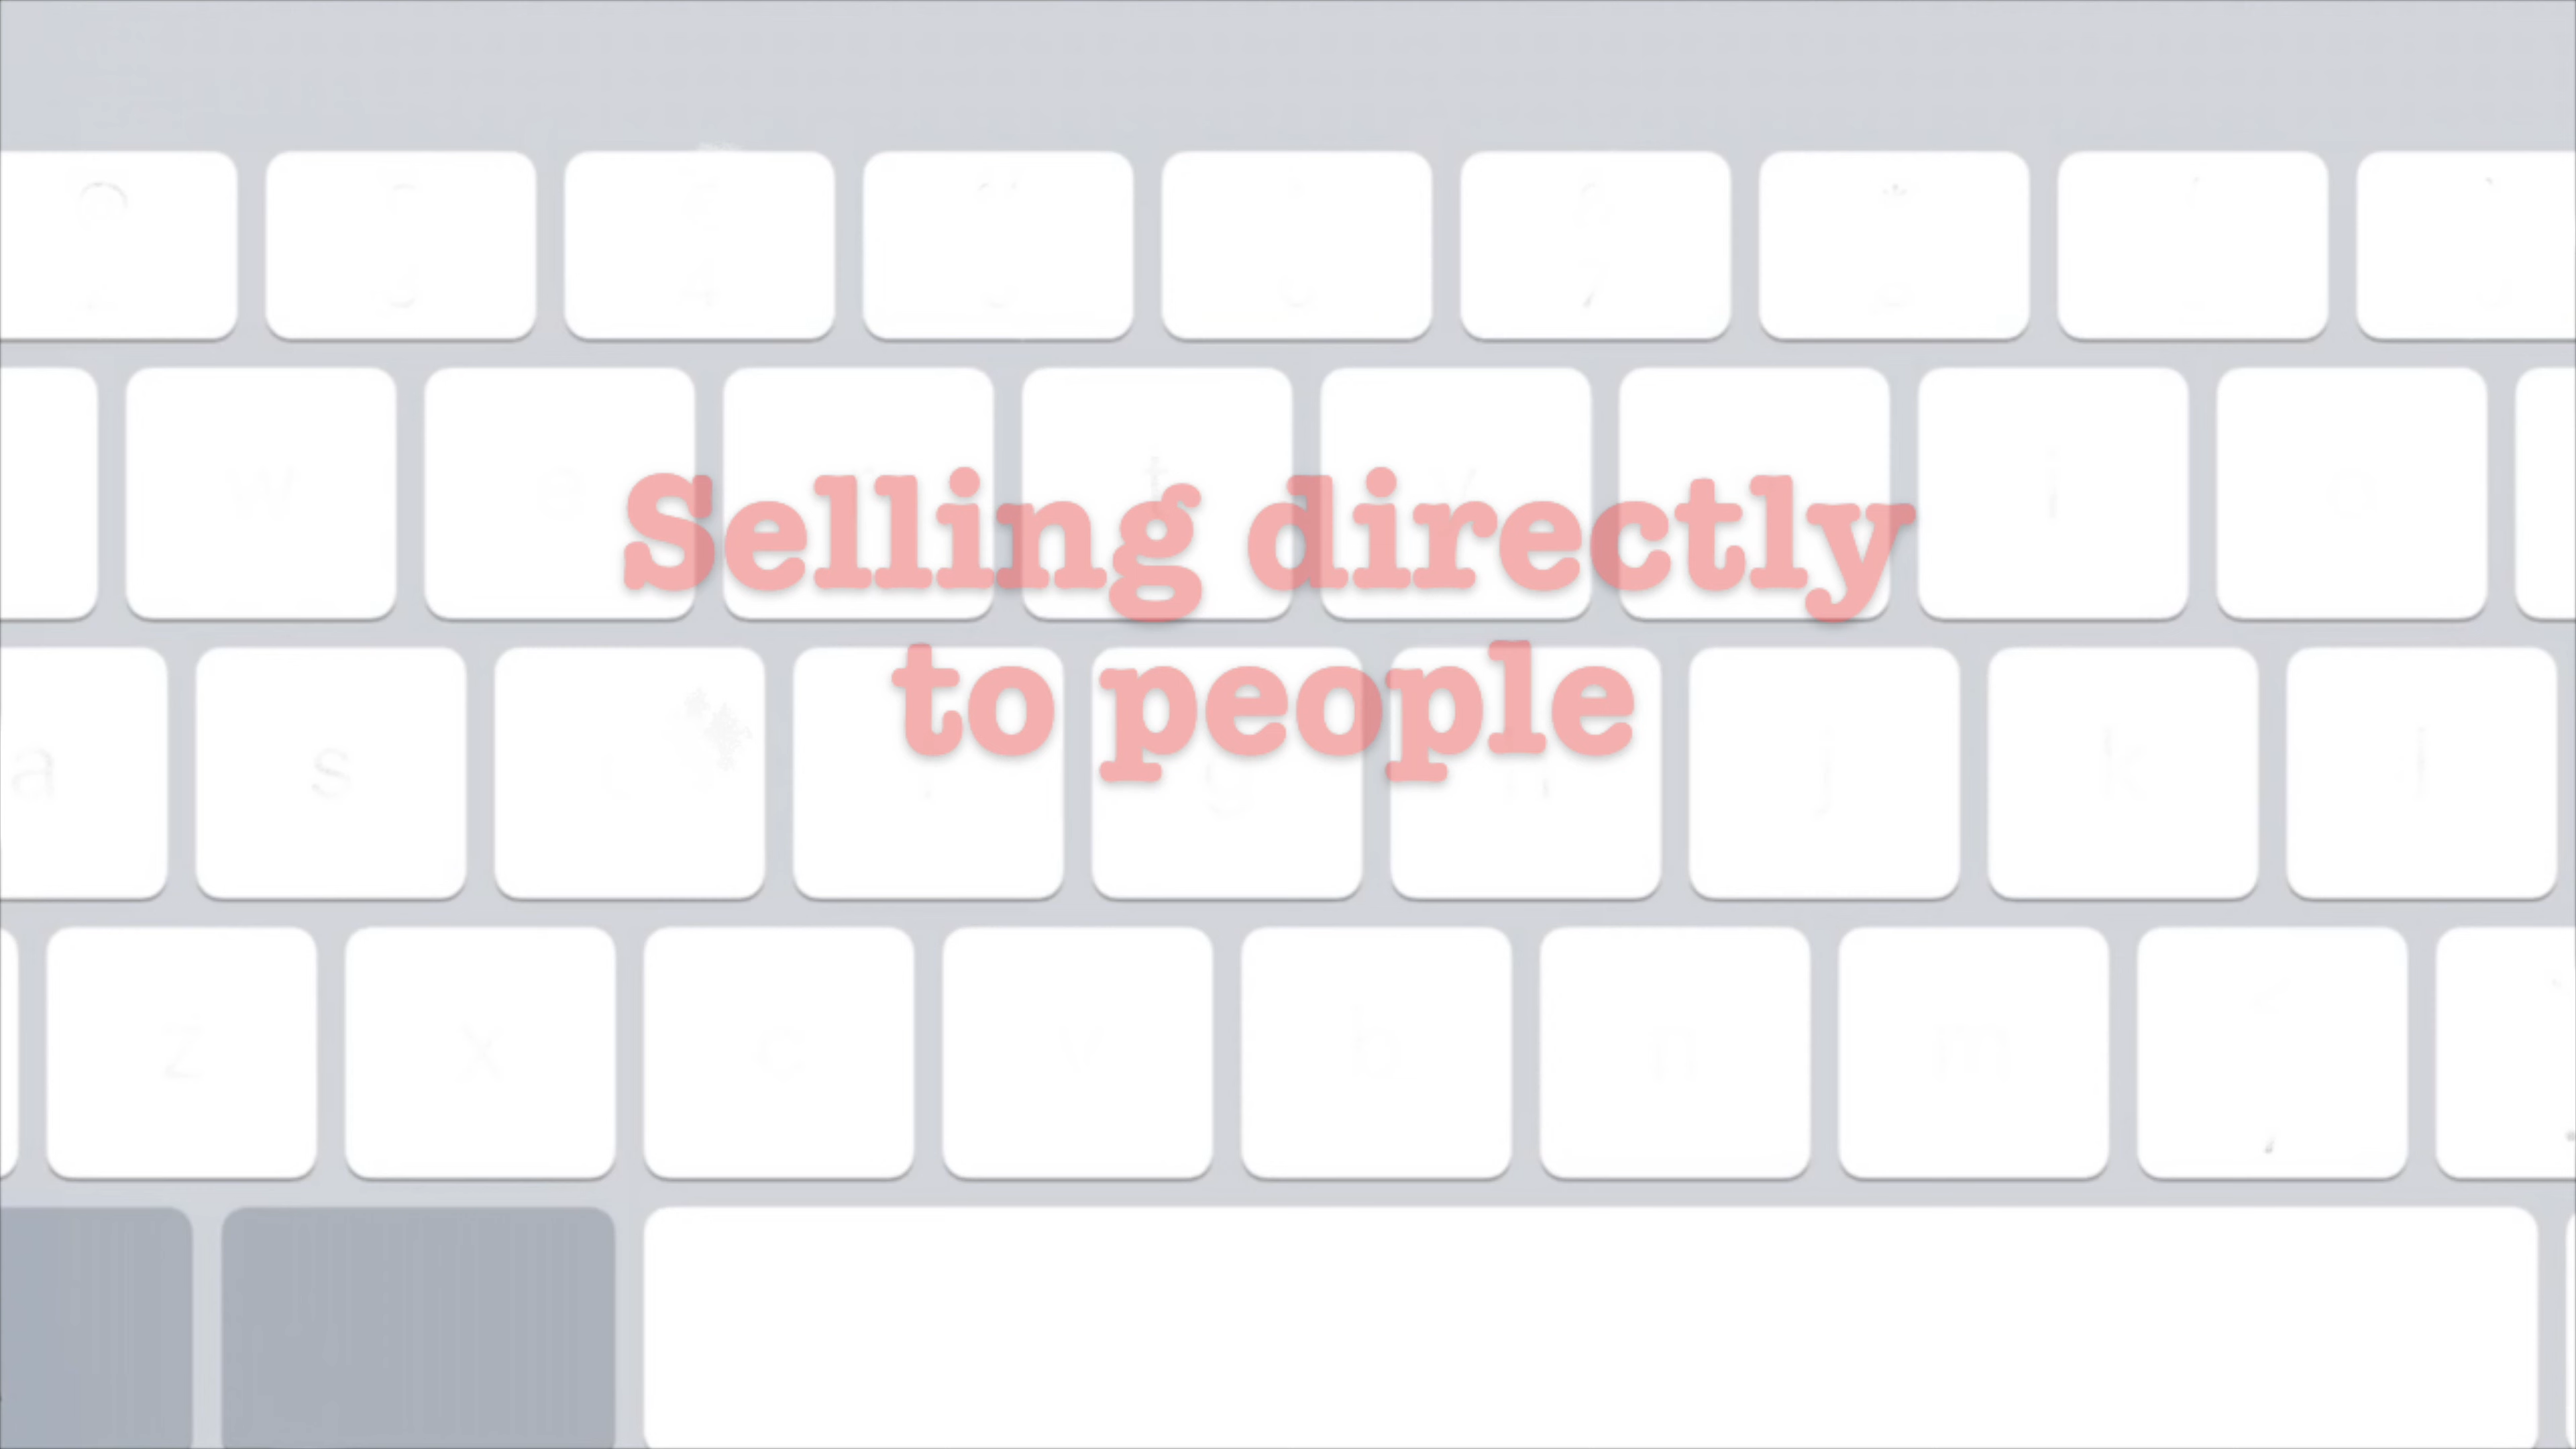 w i
Selling directly
to people
a s g j k l
z x c v b n m
,